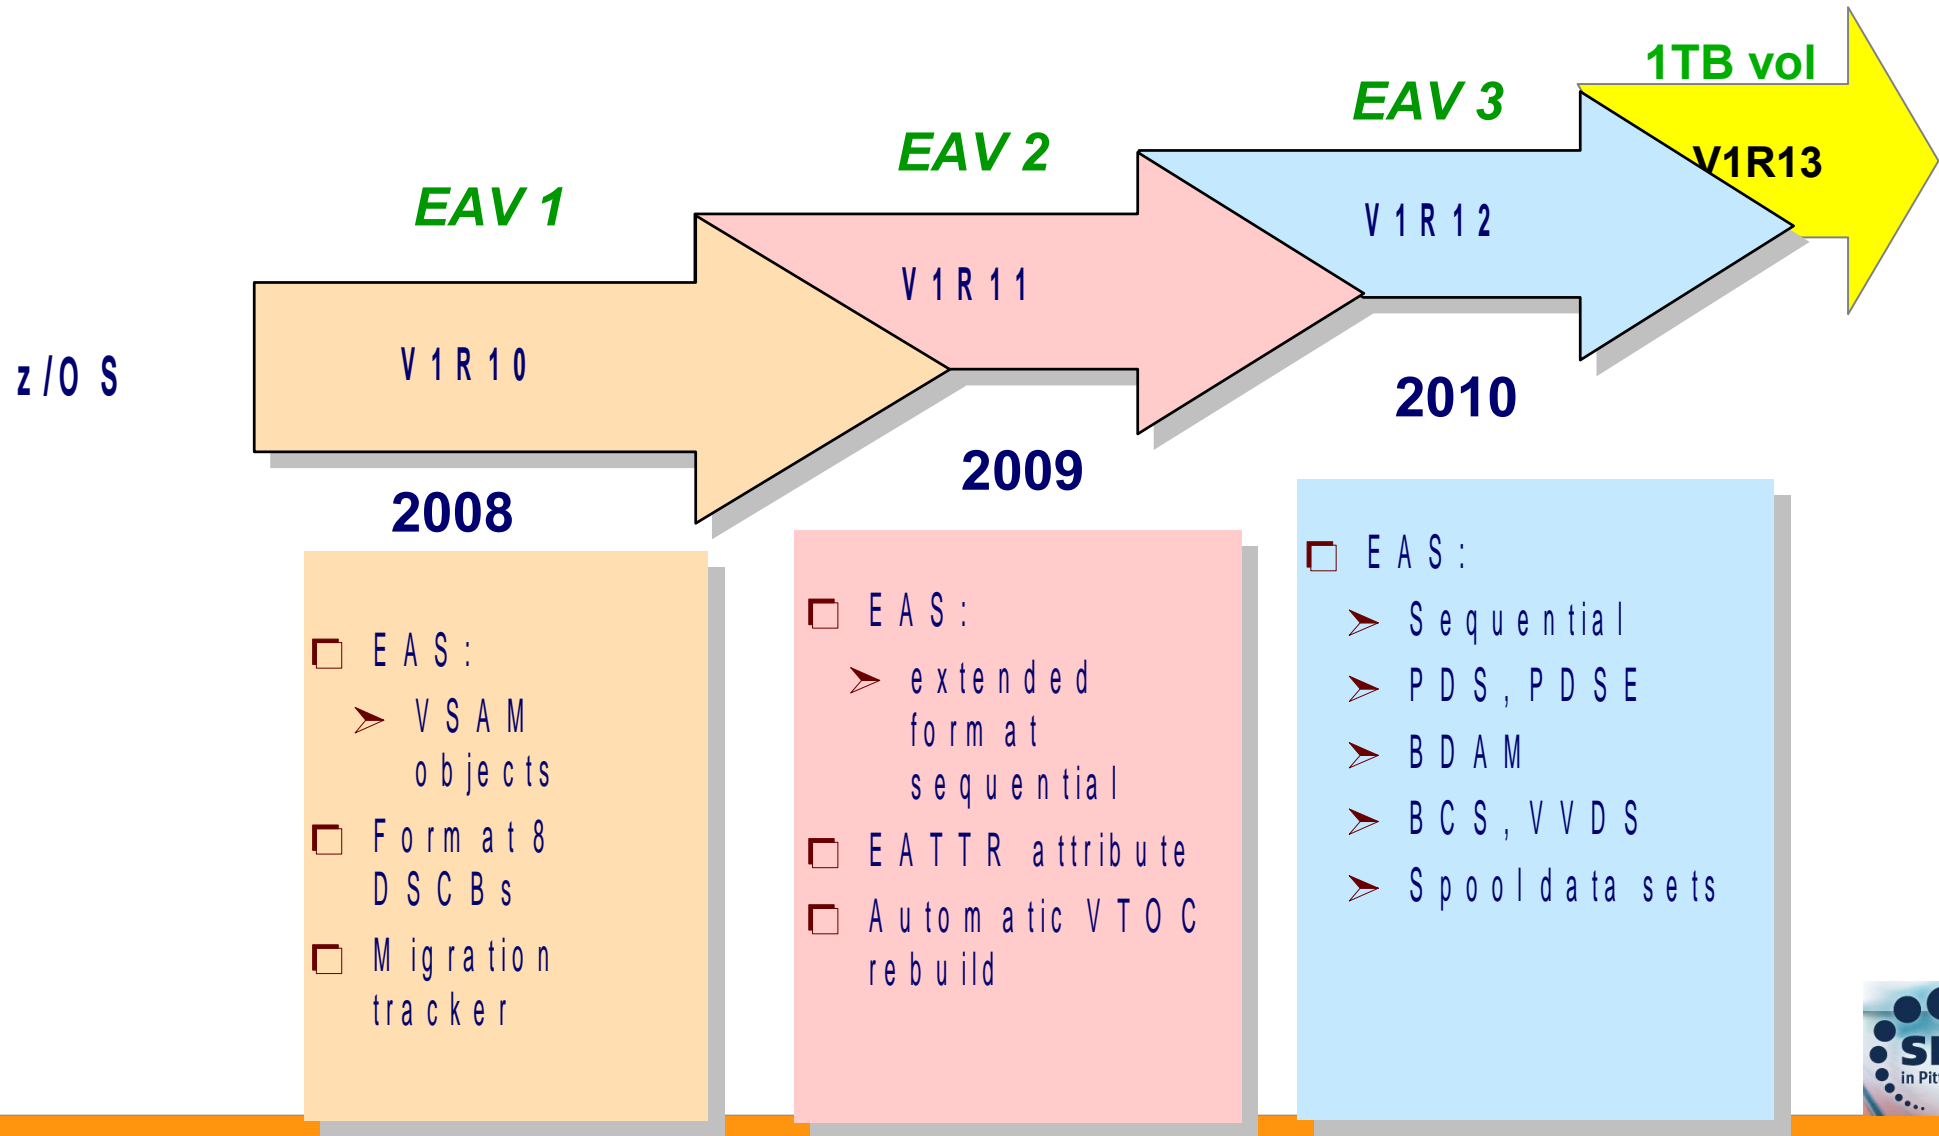 1TB vol
EAV 3
EAV 2
EAV 1
V1R13
V1R12
V1R11
V1R10
z/OS
2010
2009
2008
EAS:
VSAM
objects
Format 8
DSCBs
Migration
tracker
EAS:
extended
format
sequential
EATTR attribute
Automatic VTOC
rebuild
EAS:
Sequential
PDS, PDSE
BDAM
BCS, VVDS
Spool data sets
in Pit